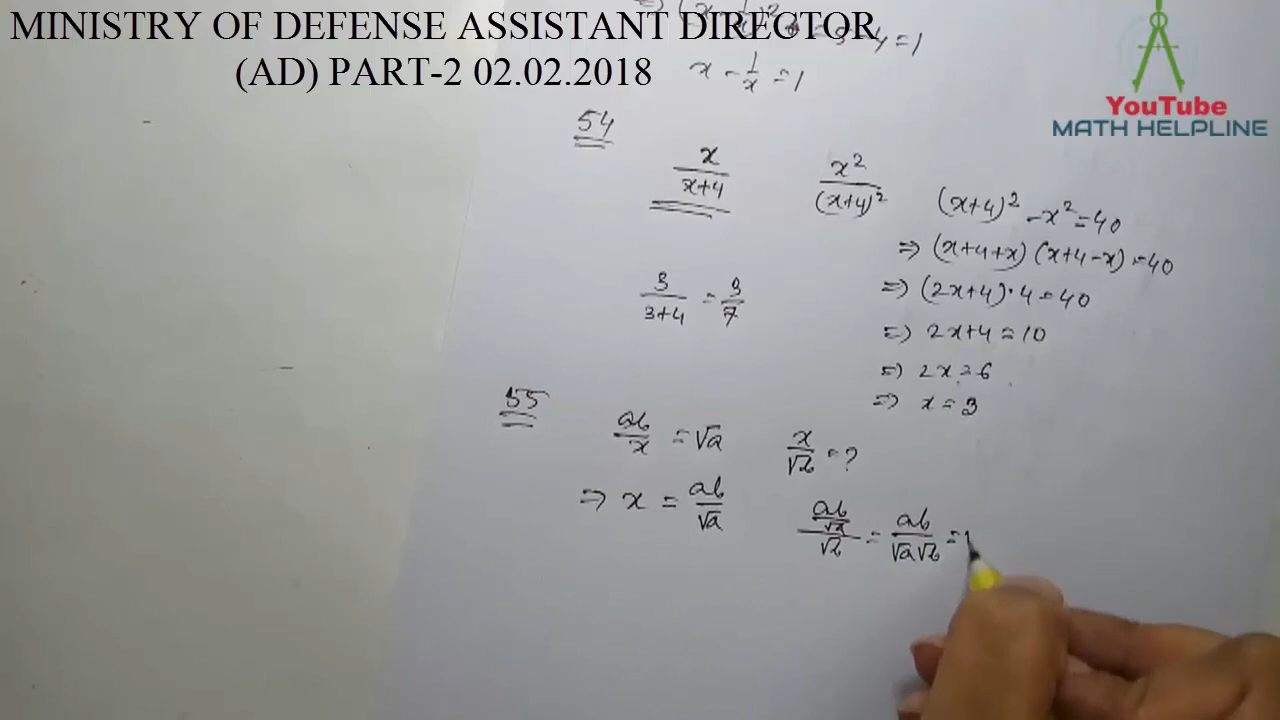 MINISTRY OF DEFENSE ASSISTANT DIRECTOR
(AD) PART-2 02.02.2018
YouTube
MATH HELPLINE
x - 1/x = 1
54
x/(x+4)
x²/(x+4)²
(x+4)² - x² = 40
⇒ (x+4+x)(x+4-x) = 40
⇒ (2x+4)·4 = 40
⇒ 2x+4 = 10
⇒ 2x = 6
⇒ x = 3
3/(3+4) = 3/7
55
ab/x = √a
x/√b = ?
⇒ x = ab/√a
(ab/√a)/√b = ab/(√a√b) =